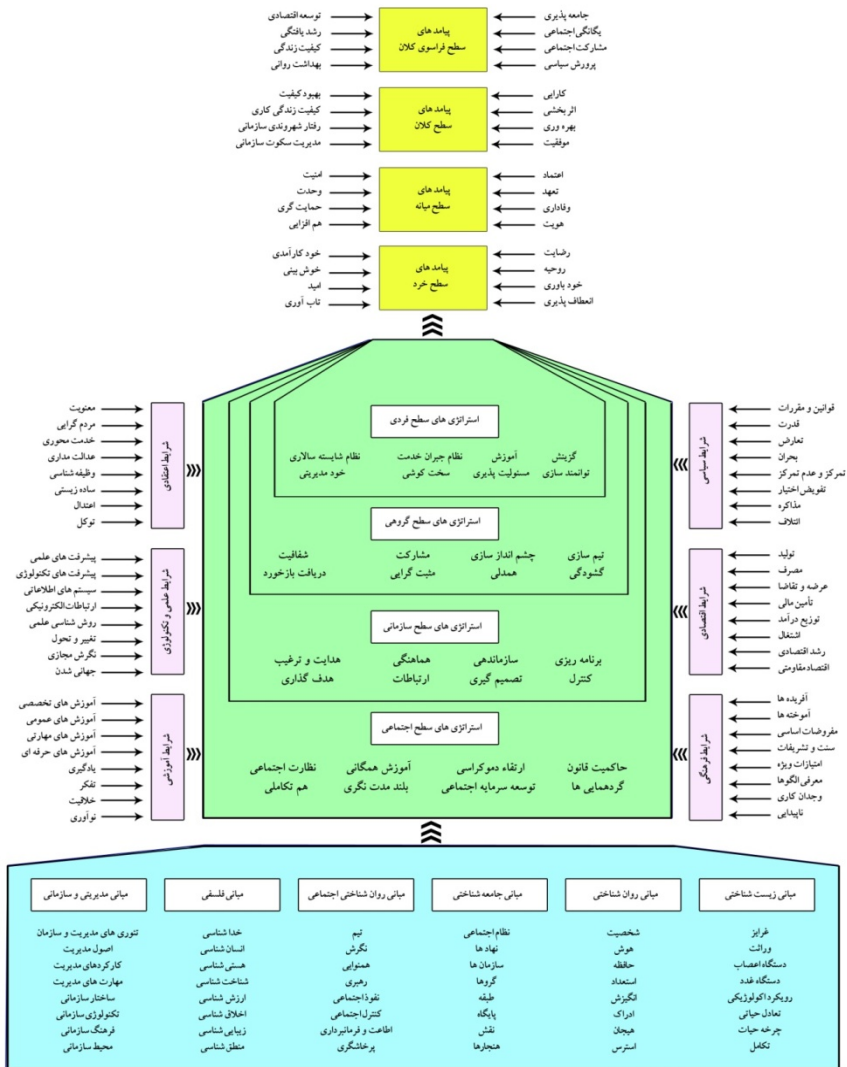 جامعه پذیری
یگانگی اجتماعی
مشارکت اجتماعی
پرورش سیاسی
پیامد های
سطح فراسوی کلان
توسعه اقتصادی
رشد یافتگی
کیفیت زندگی
بهداشت روانی
کارایی
اثر بخشی
بهره وری
موفقیت
پیامد های
سطح کلان
بهبود کیفیت
کیفیت زندگی کاری
رفتار شهروندی سازمانی
مدیریت سکوت سازمانی
اعتماد
تعهد
وفاداری
هویت
پیامد های
سطح میانه
امنیت
وحدت
حمایت گری
هم افزایی
رضایت
روحیه
خود باوری
انعطاف پذیری
پیامد های
سطح خرد
خود کارآمدی
خوش بینی
امید
تاب آوری
شرایط سیاسی
قوانین و مقررات
قدرت
تعارض
بحران
تمرکز و عدم تمرکز
تفویض اختیار
مذاکره
ائتلاف
شرایط اقتصادی
تولید
مصرف
عرضه و تقاضا
تأمین مالی
توزیع درآمد
اشتغال
رشد اقتصادی
اقتصاد مقاومتی
شرایط فرهنگی
آفریده ها
آموخته ها
مفروضات اساسی
سنت و تشریفات
امتیازات ویژه
معرفی الگوها
وجدان کاری
ناپیدایی
استراتژی های سطح فردی
گزینش آموزش نظام جبران خدمت نظام شایسته سالاری
توانمند سازی مسئولیت پذیری سخت کوشی خود مدیریتی
استراتژی های سطح گروهی
تیم سازی چشم انداز سازی مشارکت شفافیت
گشودگی همدلی مثبت گرایی دریافت بازخورد
استراتژی های سطح سازمانی
برنامه ریزی سازماندهی هماهنگی هدایت و ترغیب
کنترل تصمیم گیری ارتباطات هدف گذاری
استراتژی های سطح اجتماعی
حاکمیت قانون ارتقاء دموکراسی آموزش همگانی نظارت اجتماعی
گردهمایی ها توسعه سرمایه اجتماعی بلند مدت نگری هم تکاملی
شرایط اعتقادی
معنویت
مردم گرایی
خدمت محوری
عدالت مداری
وظیفه شناسی
ساده زیستی
اعتدال
توکل
شرایط علمی و تکنولوژی
پیشرفت های علمی
پیشرفت های تکنولوژی
سیستم های اطلاعاتی
ارتباطات الکترونیکی
روش شناسی علمی
تغییر و تحول
نگرش مجازی
جهانی شدن
شرایط آموزشی
آموزش های تخصصی
آموزش های عمومی
آموزش های مهارتی
آموزش های حرفه ای
یادگیری
تفکر
خلاقیت
نوآوری
مبانی زیست شناختی
غرایز
وراثت
دستگاه اعصاب
دستگاه غدد
رویکرد اکولوژیکی
تعادل حیاتی
چرخه حیات
تکامل
مبانی روان شناختی
شخصیت
هوش
حافظه
استعداد
انگیزش
ادراک
هیجان
استرس
مبانی جامعه شناختی
نظام اجتماعی
نهاد ها
سازمان ها
گروها
طبقه
پایگاه
نقش
هنجارها
مبانی روان شناختی اجتماعی
تیم
نگرش
همنوایی
رهبری
نفوذ اجتماعی
کنترل اجتماعی
اطاعت و فرمانبرداری
پرخاشگری
مبانی فلسفی
خدا شناسی
انسان شناسی
هستی شناسی
شناخت شناسی
ارزش شناسی
اخلاق شناسی
زیبایی شناسی
منطق شناسی
مبانی مدیریتی و سازمانی
تئوری های مدیریت و سازمان
اصول مدیریت
کارکردهای مدیریت
مهارت های مدیریت
ساختار سازمانی
تکنولوژی سازمانی
فرهنگ سازمانی
محیط سازمانی